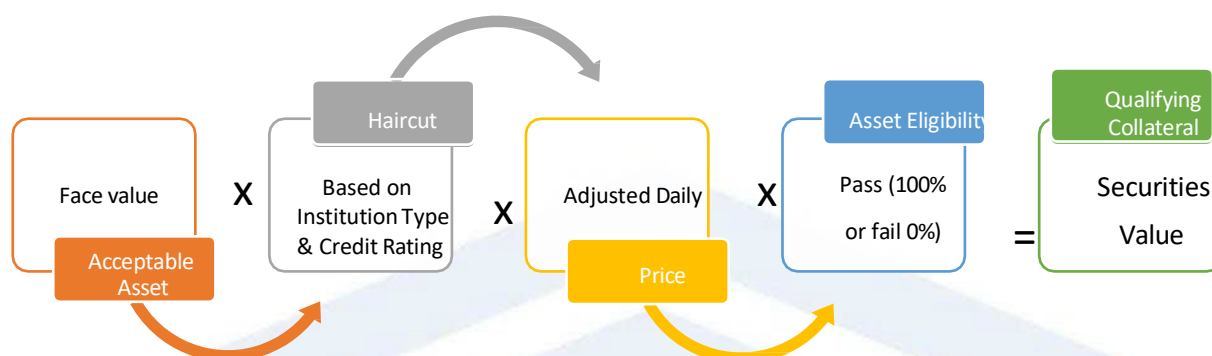 Face value
Acceptable
Asset
X
Haircut
Based on
Institution Type
& Credit Rating
X
Adjusted Daily
Price
X
Asset Eligibility
Pass (100%
or fail 0%)
=
Qualifying
Collateral
Securities
Value